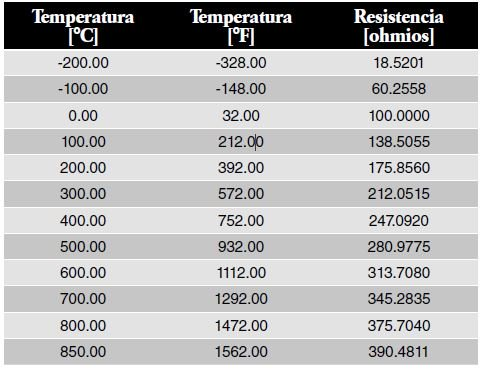 Temperatura Temperatura Resistencia
[ºC] [ºF] [ohmios]
-200.00 -328.00 18.5201
-100.00 -148.00 60.2558
0.00 32.00 100.0000
100.00 212.00 138.5055
200.00 392.00 175.8560
300.00 572.00 212.0515
400.00 752.00 247.0920
500.00 932.00 280.9775
600.00 1112.00 313.7080
700.00 1292.00 345.2835
800.00 1472.00 375.7040
850.00 1562.00 390.4811